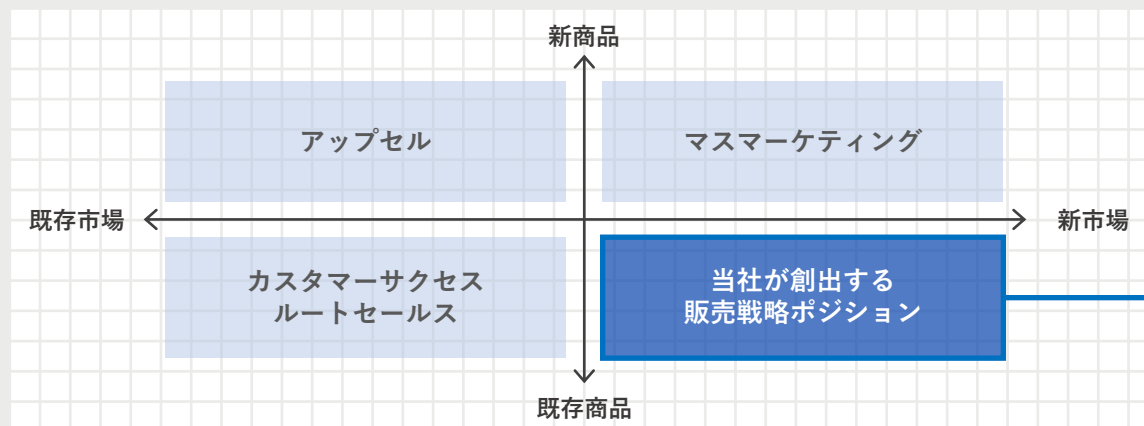 新商品
アップセル
マスマーケティング
既存市場
新市場
カスタマーサクセス
ルートセールス
当社が創出する
販売戦略ポジション
既存商品